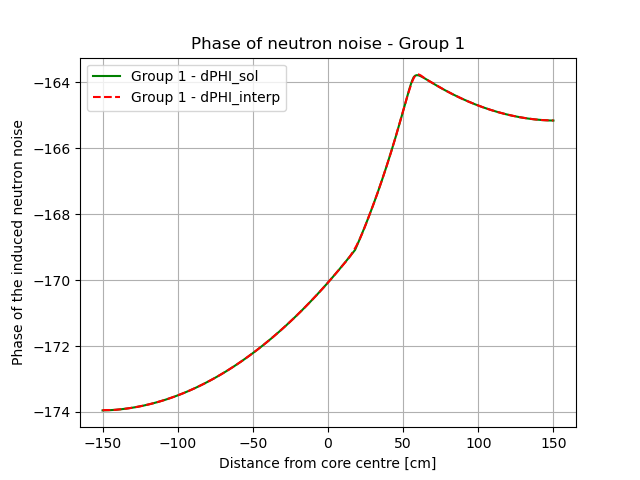 Phase of neutron noise - Group 1
Group 1 - dPHI_sol
Group 1 - dPHI_interp
Phase of the induced neutron noise
−164
−166
−168
−170
−172
−174
−150
−100
−50
0
50
100
150
Distance from core centre [cm]